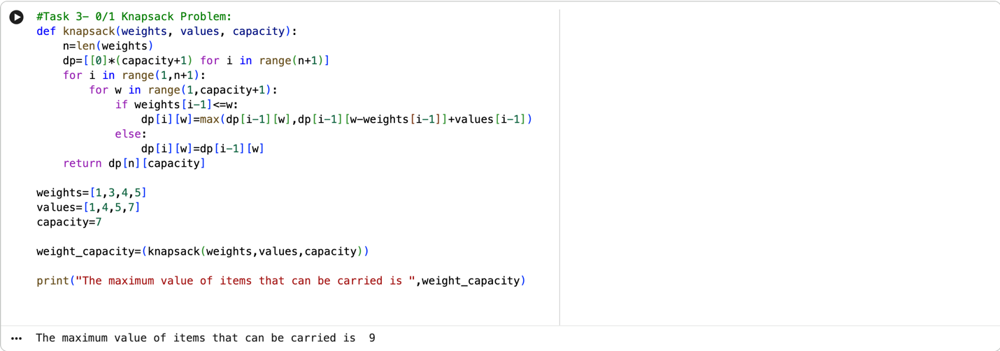 #Task 3- 0/1 Knapsack Problem:
def knapsack(weights, values, capacity):
    n=len(weights)
    dp=[[0]*(capacity+1) for i in range(n+1)]
    for i in range(1,n+1):
        for w in range(1,capacity+1):
            if weights[i-1]<=w:
                dp[i][w]=max(dp[i-1][w],dp[i-1][w-weights[i-1]]+values[i-1])
            else:
                dp[i][w]=dp[i-1][w]
    return dp[n][capacity]

weights=[1,3,4,5]
values=[1,4,5,7]
capacity=7

weight_capacity=(knapsack(weights,values,capacity))

print("The maximum value of items that can be carried is ",weight_capacity)

The maximum value of items that can be carried is  9